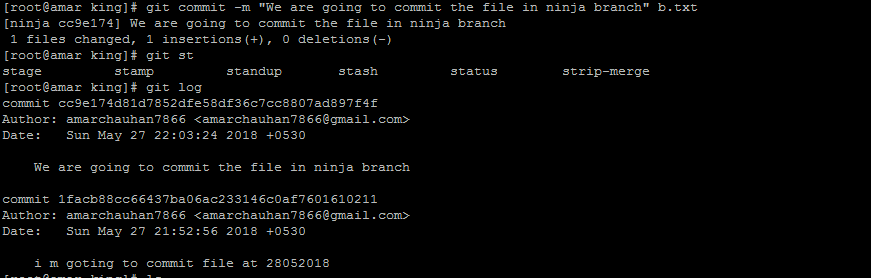 [root@amar king]# git commit -m "We are going to commit the file in ninja branch" b.txt
[ninja cc9e174] We are going to commit the file in ninja branch
1 files changed, 1 insertions(+), 0 deletions(-)
[root@amar king]# git st
stage stamp standup stash status strip-merge
[root@amar king]# git log
commit cc9e174d81d7852dfe58df36c7cc8807ad897f4f
Author: amarchauhan7866 <amarchauhan7866@gmail.com>
Date: Sun May 27 22:03:24 2018 +0530
We are going to commit the file in ninja branch
commit 1facb88cc66437ba06ac233146c0af7601610211
Author: amarchauhan7866 <amarchauhan7866@gmail.com>
Date: Sun May 27 21:52:56 2018 +0530
i m goting to commit file at 28052018
[root@amar king]#